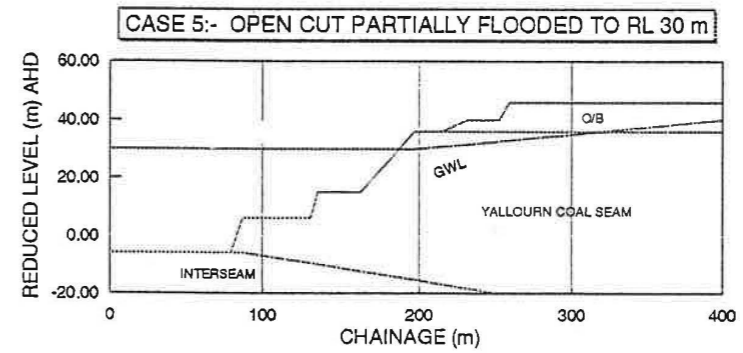 CASE 5:- OPEN CUT PARTIALLY FLOODED TO RL 30 m
REDUCED LEVEL (m) AHD
60.00
40.00
20.00
0.00
-20.00
O/B
GWL
YALLOURN COAL SEAM
INTERSEAM
0
100
200
300
400
CHAINAGE (m)